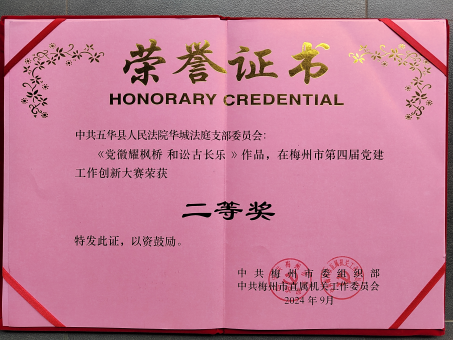 荣誉证书
HONORARY CREDENTIAL
中共五华县人民法院华城法庭支部委员会:
《党徽耀枫桥 和讼古长乐 》作品，在梅州市第四届党建
工作创新大赛荣获
二等奖
特发此证，以资鼓励。
中共梅州市委组织部
中共梅州市直属机关工作委员会
2024年9月